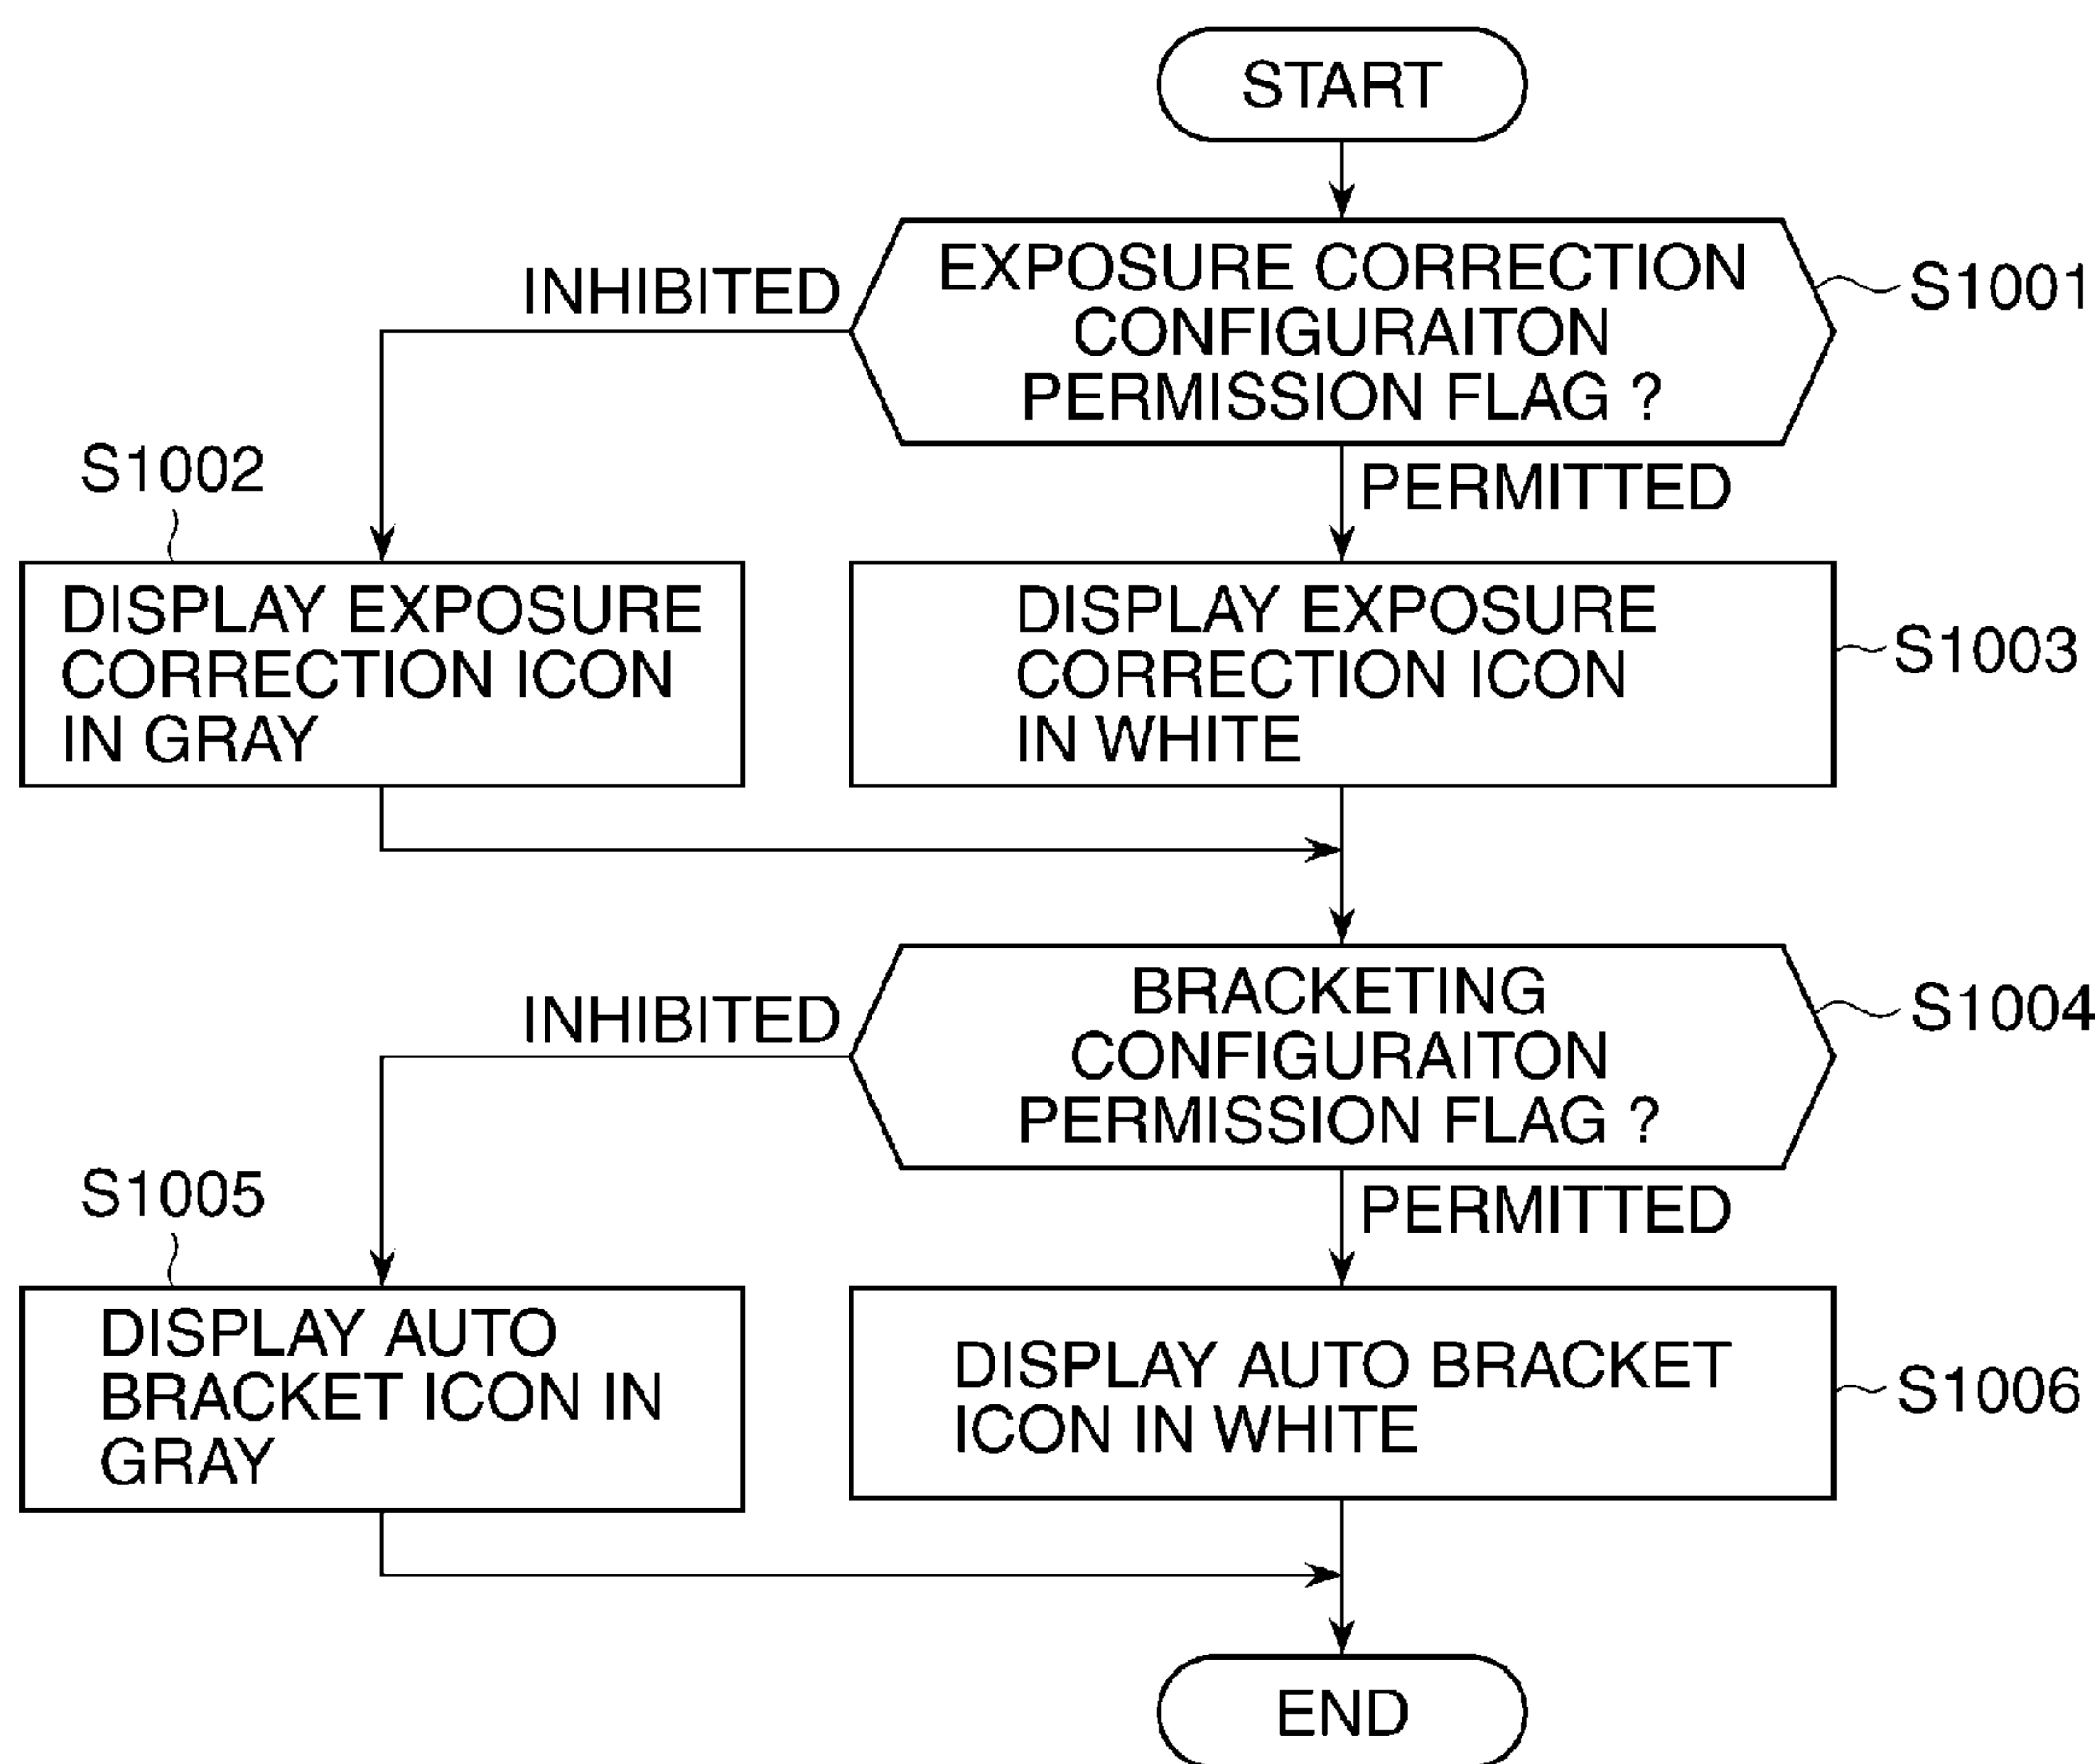 START
EXPOSURE CORRECTION
CONFIGURAITON
PERMISSION FLAG ?
S1001
INHIBITED
PERMITTED
S1002
DISPLAY EXPOSURE
CORRECTION ICON
IN GRAY
DISPLAY EXPOSURE
CORRECTION ICON
IN WHITE
S1003
BRACKETING
CONFIGURAITON
PERMISSION FLAG ?
S1004
INHIBITED
PERMITTED
S1005
DISPLAY AUTO
BRACKET ICON IN
GRAY
DISPLAY AUTO BRACKET
ICON IN WHITE
S1006
END